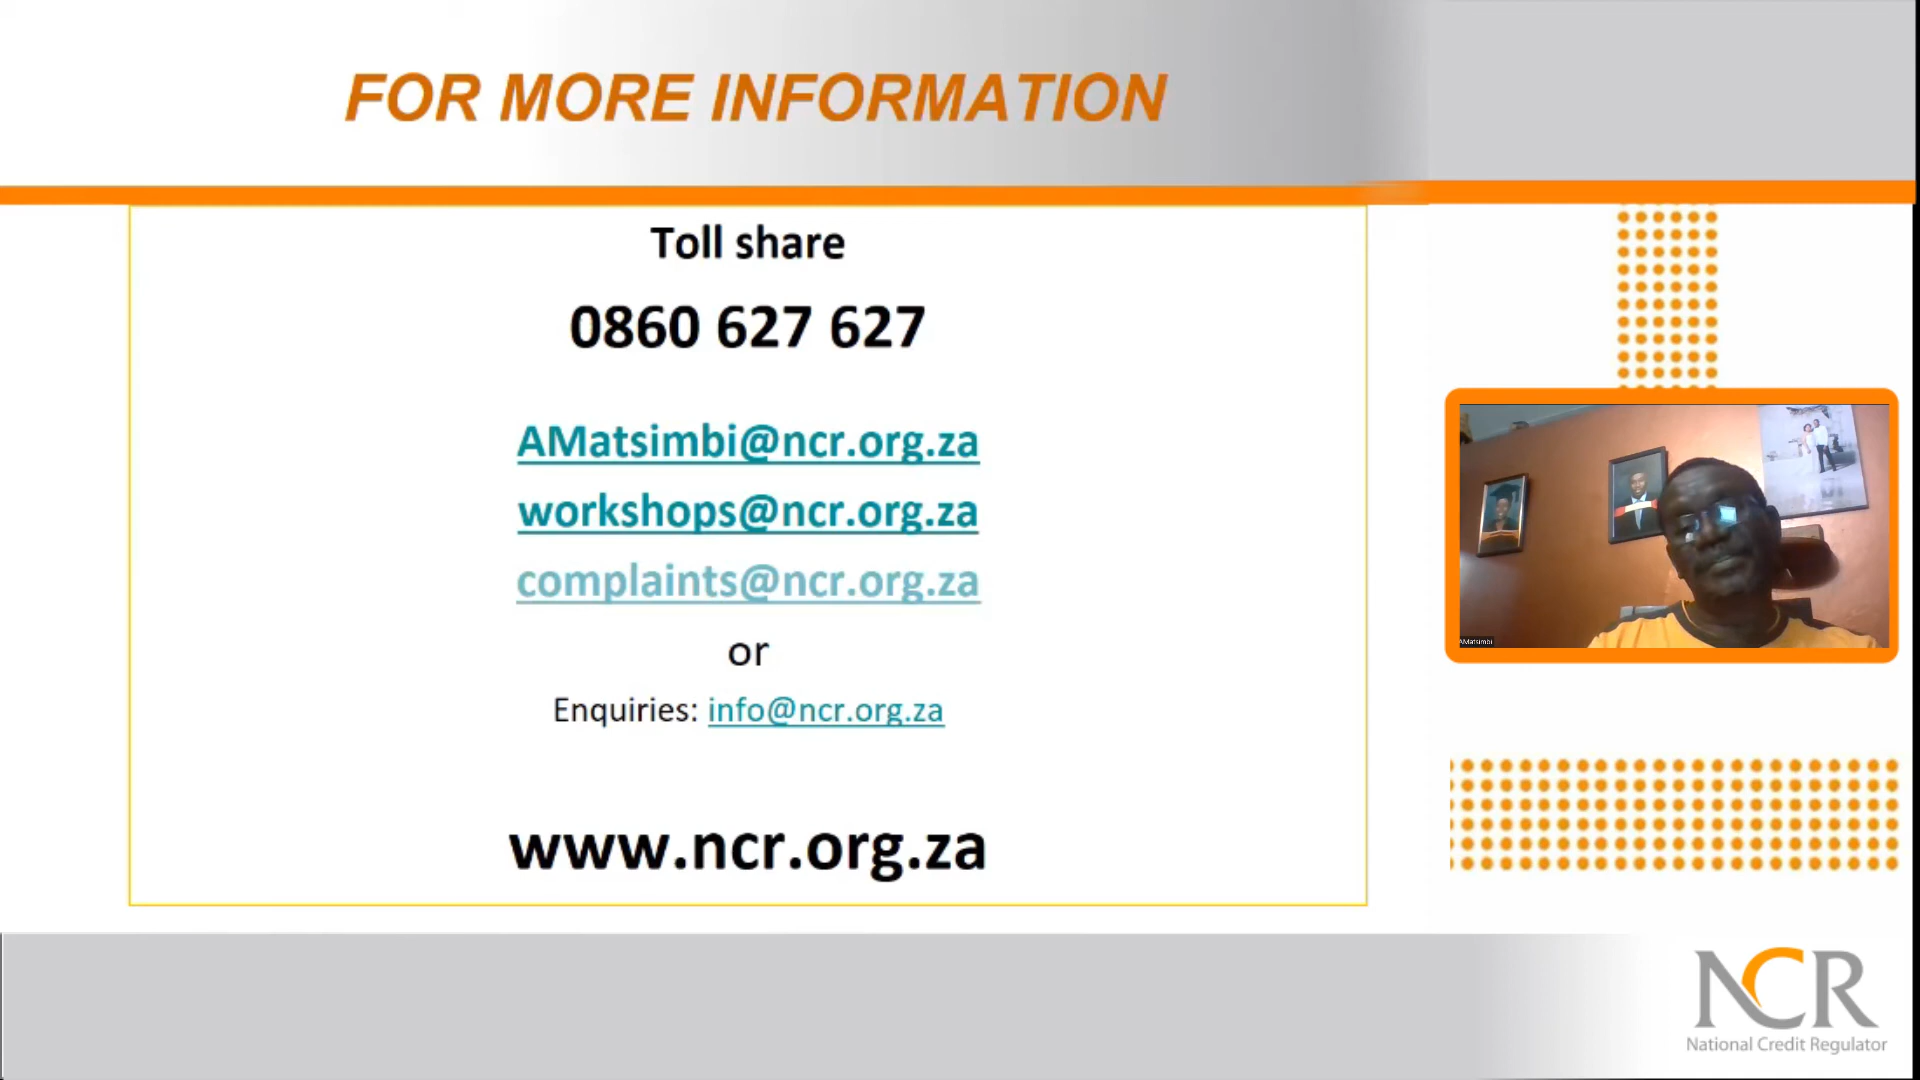 FOR MORE INFORMATION
Toll share
0860 627 627
AMatsimbi@ncr.org.za
workshops@ncr.org.za
complaints@ncr.org.za
or
Enquiries: info@ncr.org.za
www.ncr.org.za
AMatsimbi
NCR
National Credit Regulator